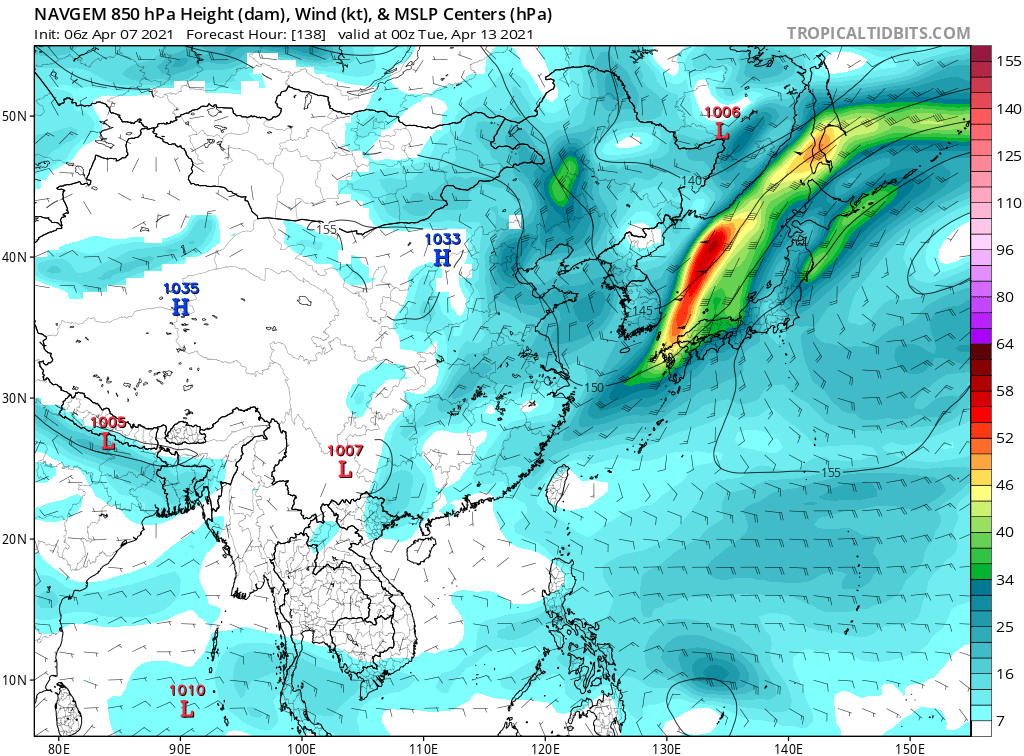 NAVGEM 850 hPa Height (dam), Wind (kt), & MSLP Centers (hPa)
Init: 06z Apr 07 2021 Forecast Hour: [138] valid at 00z Tue, Apr 13 2021
TROPICALTIDBITS.COM
155
140
125
110
96
80
64
58
52
46
40
34
25
16
7
50N
40N
30N
20N
10N
1006
L
140
155
1033
H
1035
H
145
150
1005
L
1007
L
155
1010
L
80E
90E
100E
110E
120E
130E
140E
150E